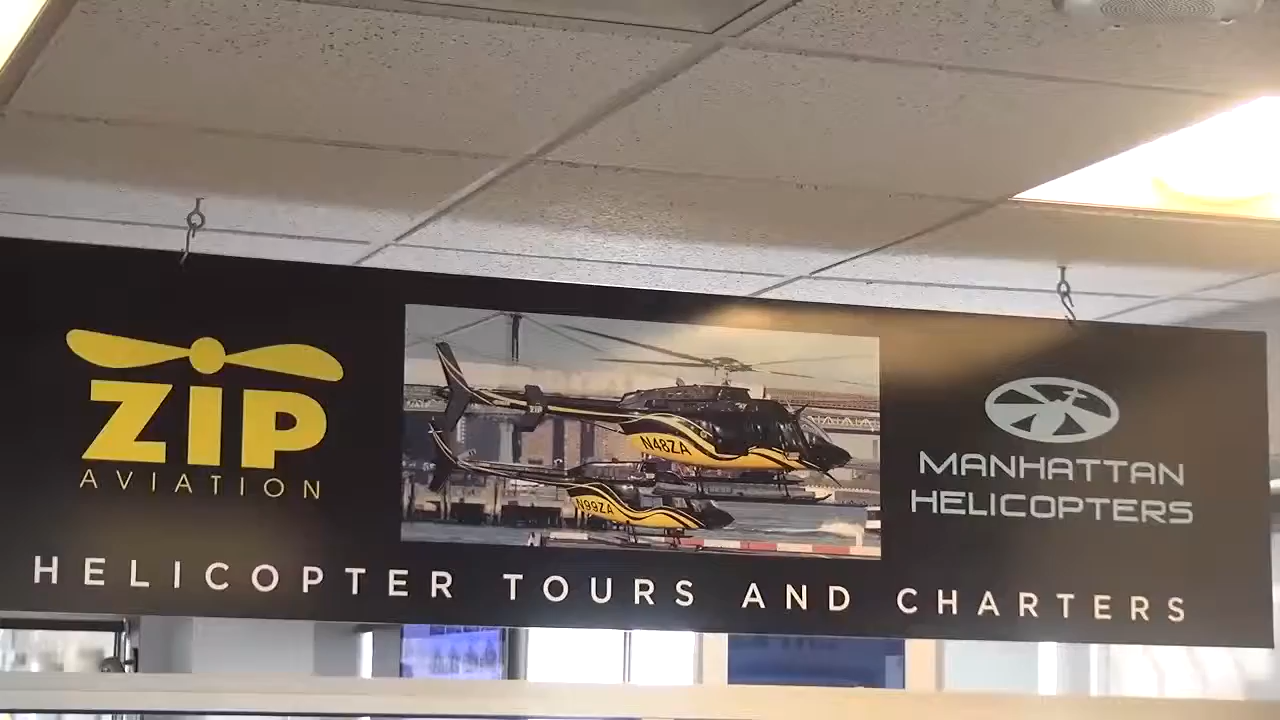 ZIP
AVIATION
N48ZA
N99ZA
MANHATTAN
HELICOPTERS
HELICOPTER TOURS AND CHARTERS